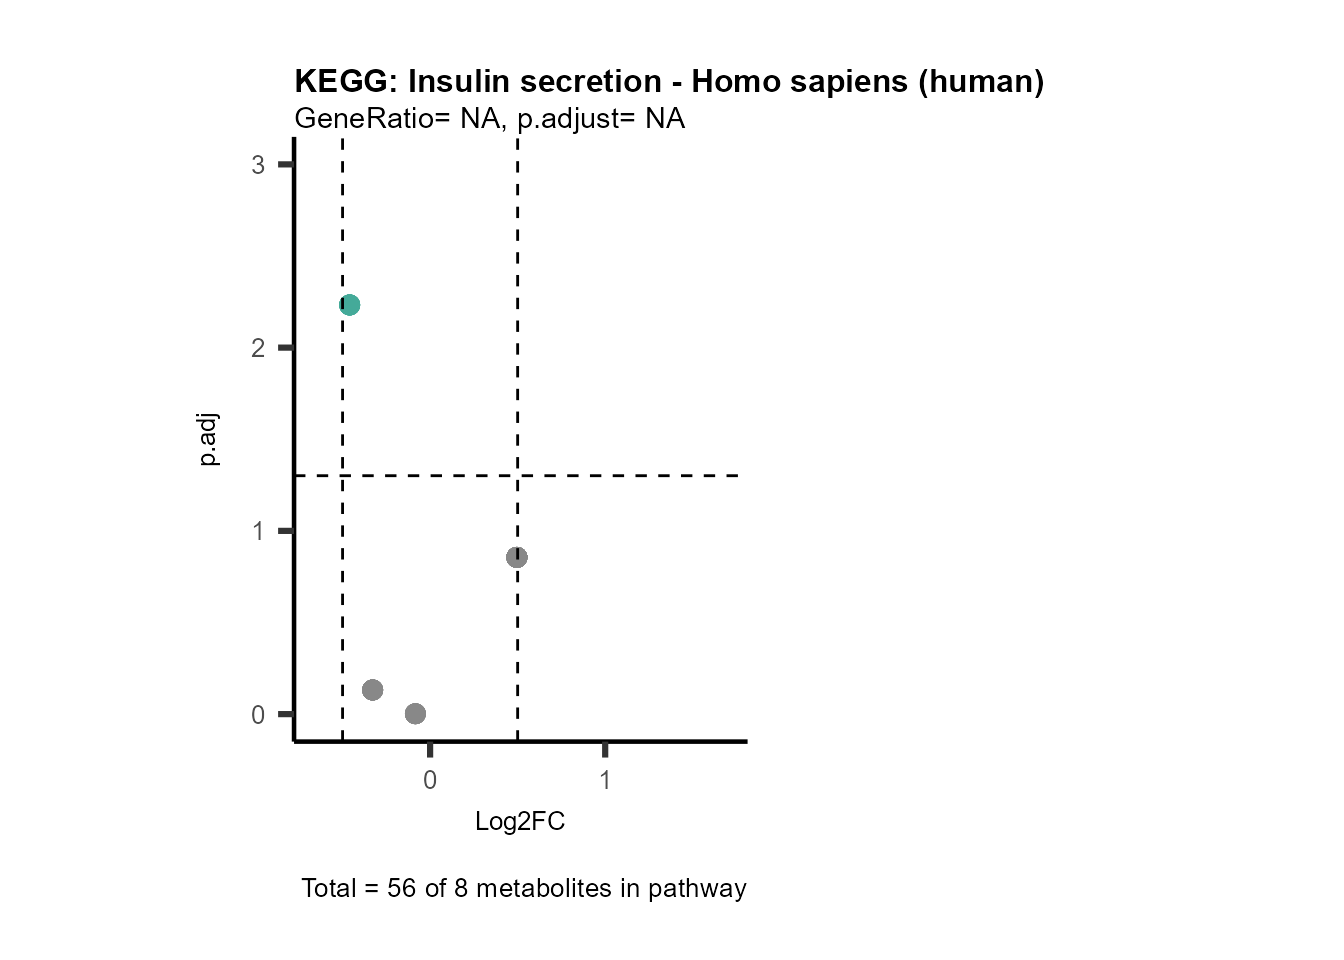 KEGG: Insulin secretion - Homo sapiens (human)
GeneRatio= NA, p.adjust= NA
3
2
p.adj
1
0
0 1
Log2FC
Total = 56 of 8 metabolites in pathway